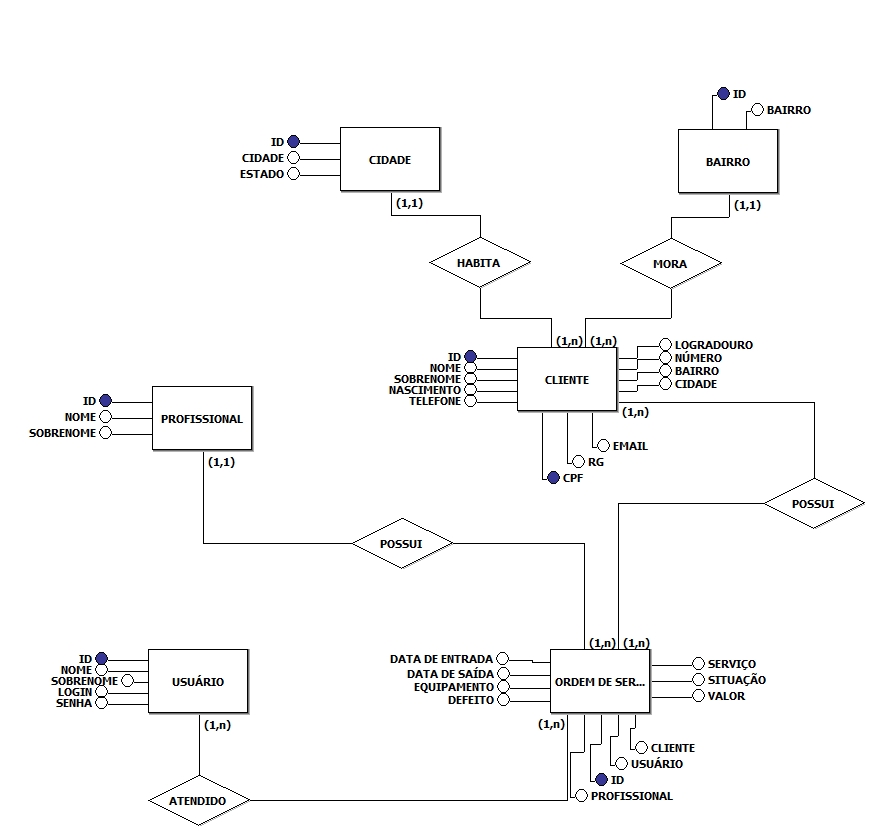 ID
BAIRRO
BAIRRO
(1,1)
ID
CIDADE
ESTADO
CIDADE
(1,1)
HABITA
MORA
(1,n)
(1,n)
ID
NOME
SOBRENOME
NASCIMENTO
TELEFONE
CLIENTE
LOGRADOURO
NÚMERO
BAIRRO
CIDADE
(1,n)
EMAIL
RG
CPF
ID
NOME
SOBRENOME
PROFISSIONAL
(1,1)
POSSUI
POSSUI
(1,n)
(1,n)
ID
NOME
SOBRENOME
LOGIN
SENHA
USUÁRIO
(1,n)
DATA DE ENTRADA
DATA DE SAÍDA
EQUIPAMENTO
DEFEITO
ORDEM DE SER...
SERVIÇO
SITUAÇÃO
VALOR
(1,n)
CLIENTE
USUÁRIO
ID
PROFISSIONAL
ATENDIDO